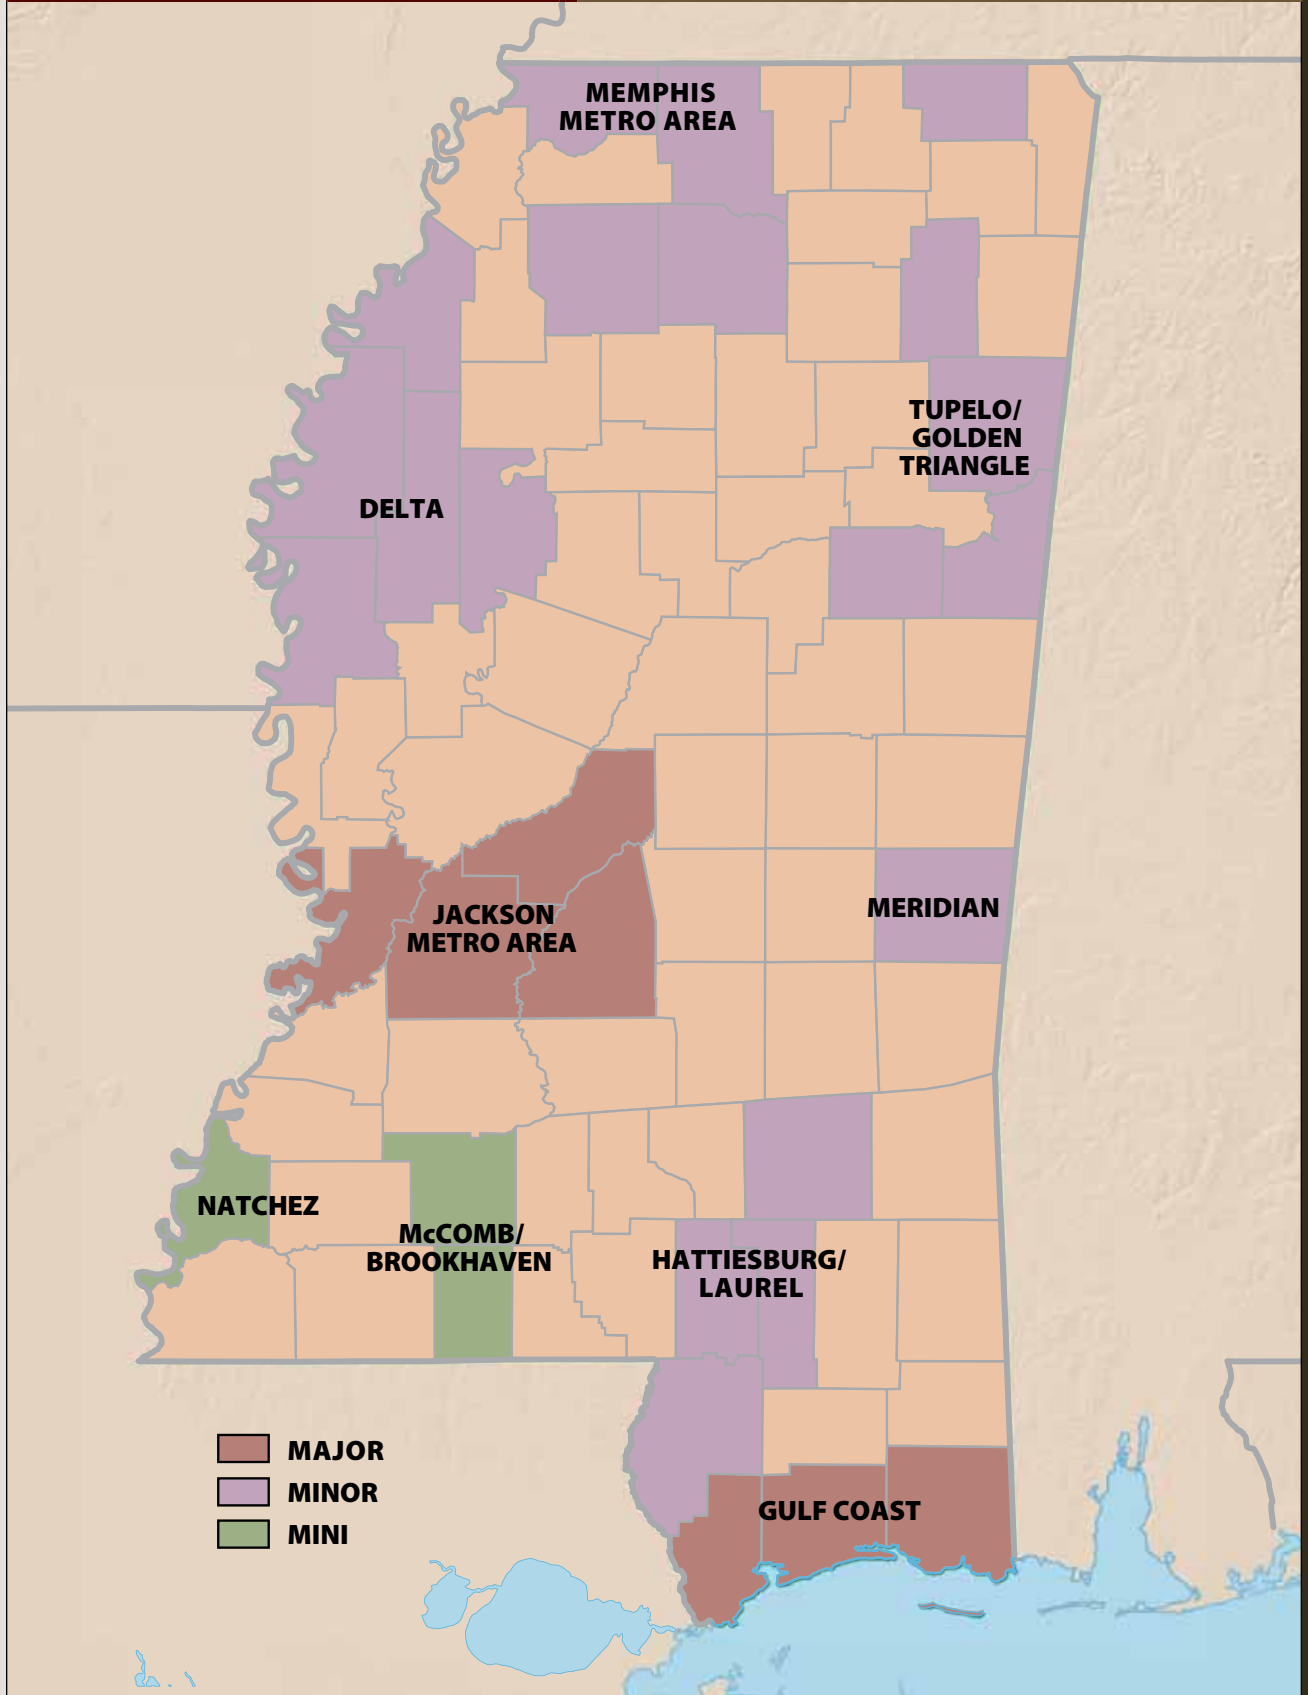 MEMPHIS
METRO AREA
TUPELO/
GOLDEN
TRIANGLE
DELTA
JACKSON
METRO AREA
MERIDIAN
NATCHEZ
McCOMB/
BROOKHAVEN
HATTIESBURG/
LAUREL
GULF COAST
MAJOR
MINOR
MINI